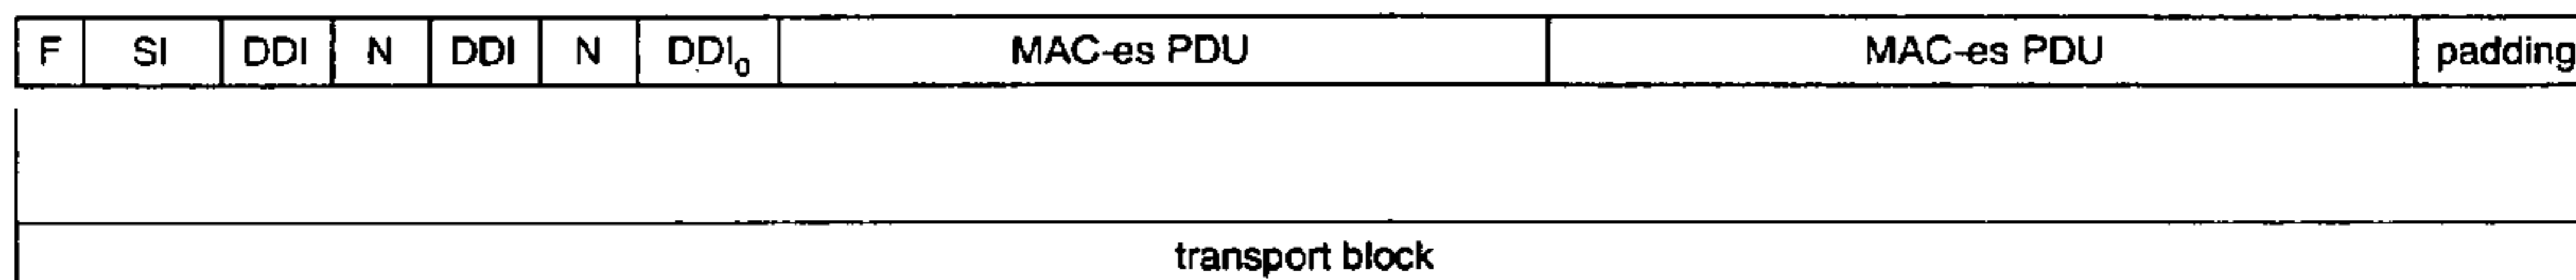 F SI DDI N DDI N DDI₀ MAC-es PDU MAC-es PDU padding
transport block